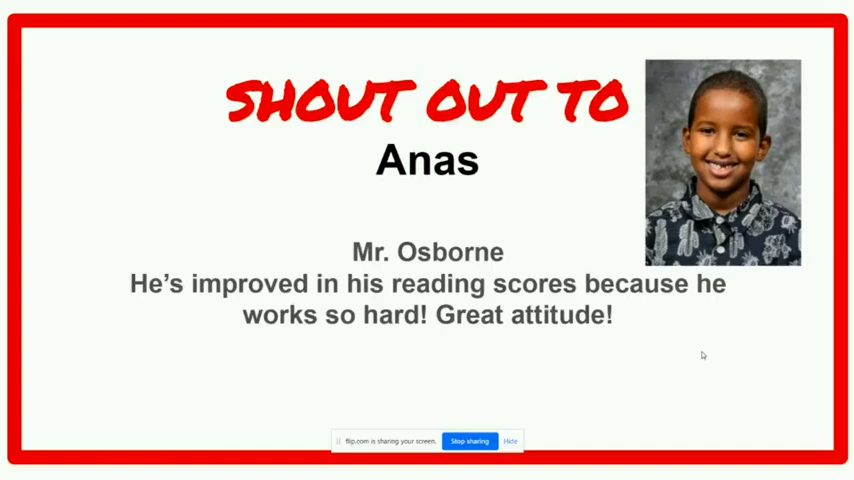 SHOUT OUT TO
Anas
Mr. Osborne
He's improved in his reading scores because he
works so hard! Great attitude!
flip.com is sharing your screen.
Stop sharing
Hide